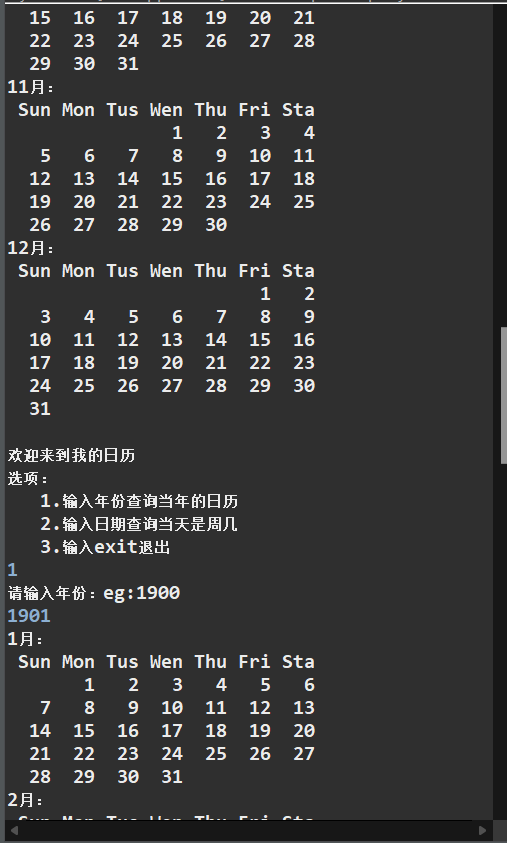 15 16 17 18 19 20 21
22 23 24 25 26 27 28
29 30 31
11月:
Sun Mon Tus Wen Thu Fri Sta
1 2 3 4
5 6 7 8 9 10 11
12 13 14 15 16 17 18
19 20 21 22 23 24 25
26 27 28 29 30
12月:
Sun Mon Tus Wen Thu Fri Sta
1 2
3 4 5 6 7 8 9
10 11 12 13 14 15 16
17 18 19 20 21 22 23
24 25 26 27 28 29 30
31
欢迎来到我的日历
选项:
1.输入年份查询当年的日历
2.输入日期查询当天是周几
3.输入exit退出
1
请输入年份: eg:1900
1901
1月:
Sun Mon Tus Wen Thu Fri Sta
1 2 3 4 5 6
7 8 9 10 11 12 13
14 15 16 17 18 19 20
21 22 23 24 25 26 27
28 29 30 31
2月: